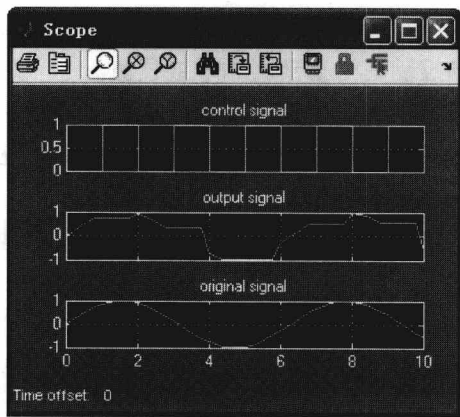 Scope
control signal
1
0.5
0
output signal
1
0
-1
original signal
1
0
-1
0 2 4 6 8 10
Time offset: 0